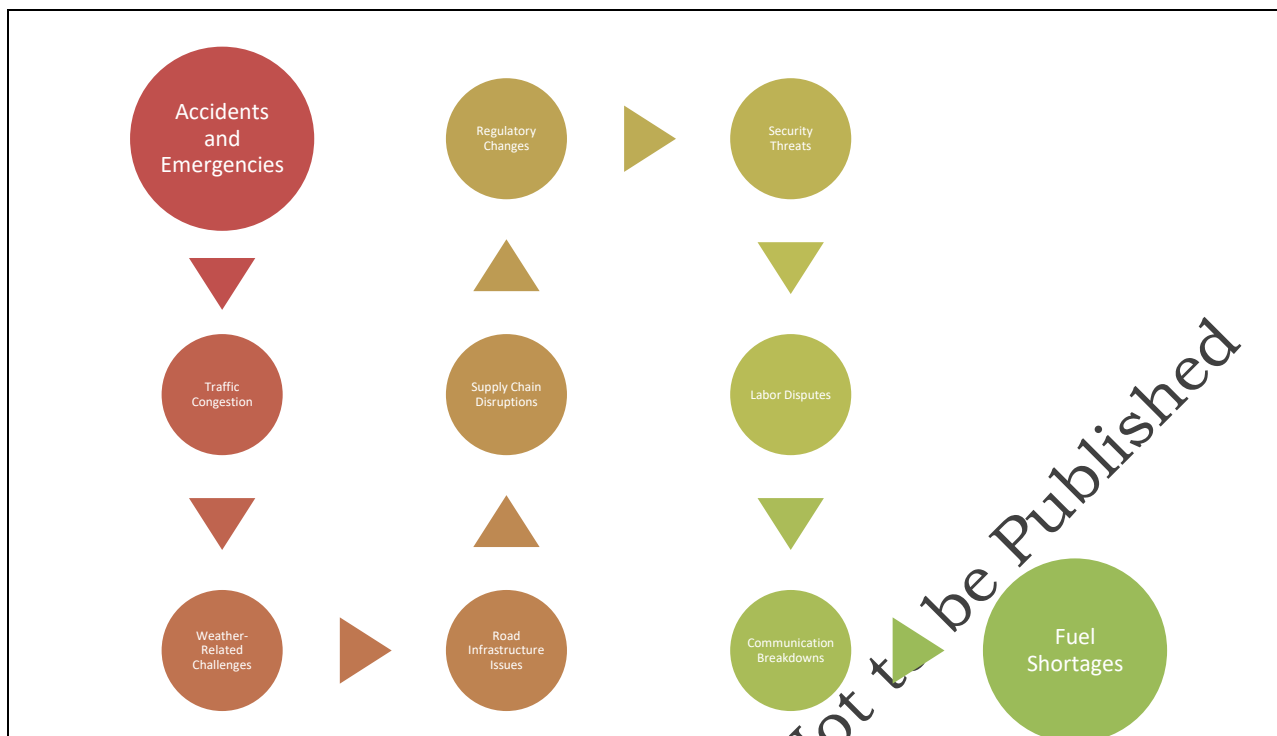 Accidents
and
Emergencies
Traffic
Congestion
Weather-
Related
Challenges
Road
Infrastructure
Issues
Supply Chain
Disruptions
Regulatory
Changes
Security
Threats
Labor Disputes
Communication
Breakdowns
Fuel
Shortages
to be Published